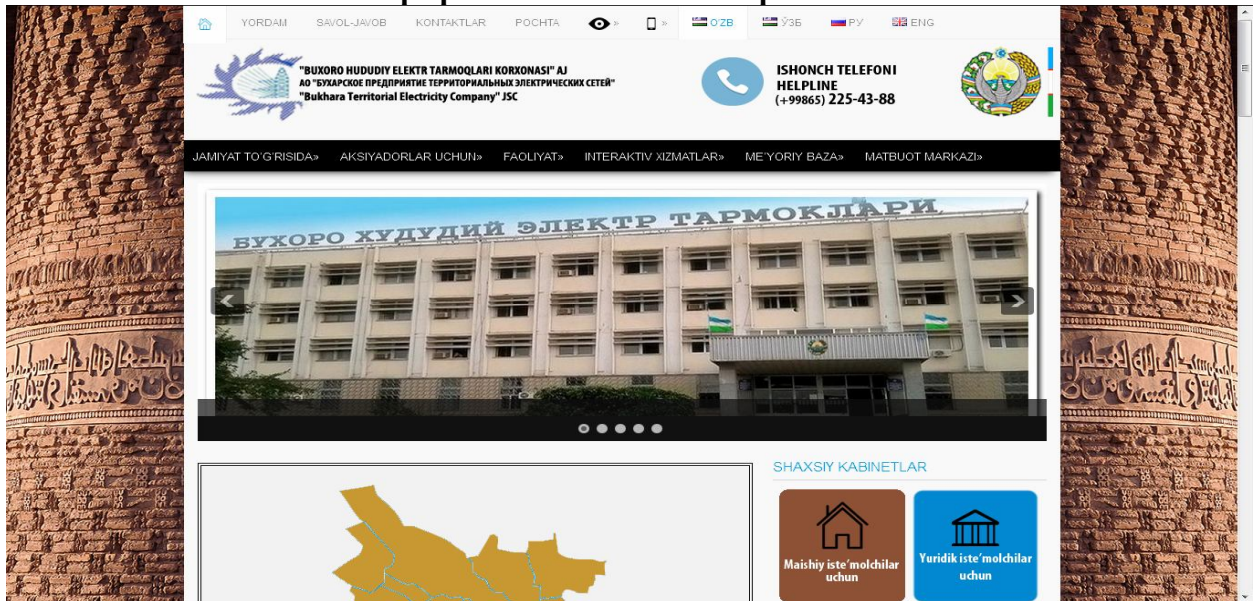 YORDAM SAVOL-JAVOB KONTAKTLAR POCHTA » » O'ZB ЎЗБ РУ ENG
"BUXORO HUDUDIY ELEKTR TARMOQLARI KORXONASI" AJ
АО "БУХАРСКОЕ ПРЕДПРИЯТИЕ ТЕРРИТОРИАЛЬНЫХ ЭЛЕКТРИЧЕСКИХ СЕТЕЙ"
"Bukhara Territorial Electricity Company" JSC
ISHONCH TELEFONI
HELPLINE
(+99865) 225-43-88
JAMIYAT TO'G'RISIDA» AKSIYADORLAR UCHUN» FAOLIYAT» INTERAKTIV XIZMATLAR» ME'YORIY BAZA» MATBUOT MARKAZI»
БУХОРО ХУДУДИЙ ЭЛЕКТР ТАРМОКЛАРИ
SHAXSIY KABINETLAR
Maishiy iste'molchilar
uchun
Yuridik iste'molchilar
uchun